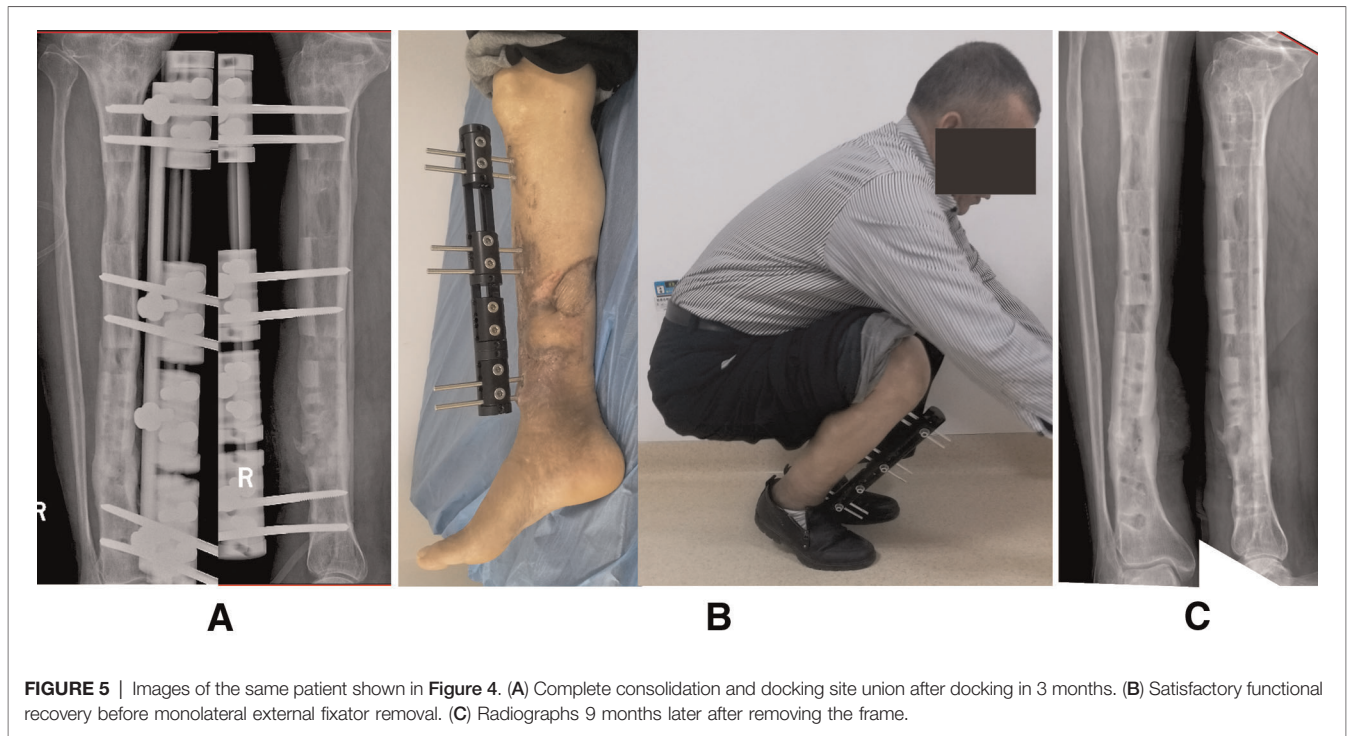 R
R
A
B
C
FIGURE 5 | Images of the same patient shown in Figure 4. (A) Complete consolidation and docking site union after docking in 3 months. (B) Satisfactory functional
recovery before monolateral external fixator removal. (C) Radiographs 9 months later after removing the frame.